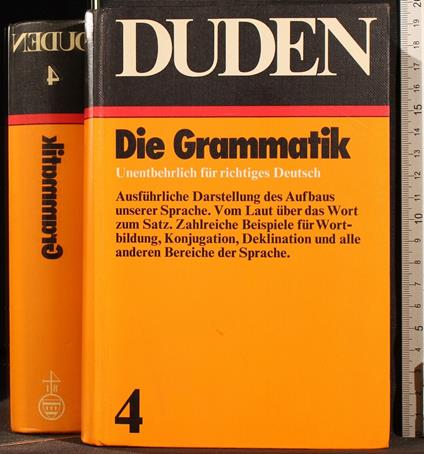 DUDEN
Die Grammatik
Unentbehrlich für richtiges Deutsch
Ausführliche Darstellung des Aufbaus
unserer Sprache. Vom Laut über das Wort
zum Satz. Zahlreiche Beispiele für Wort-
bildung, Konjugation, Deklination und alle
anderen Bereiche der Sprache.
4
DUDEN
4
Grammatik